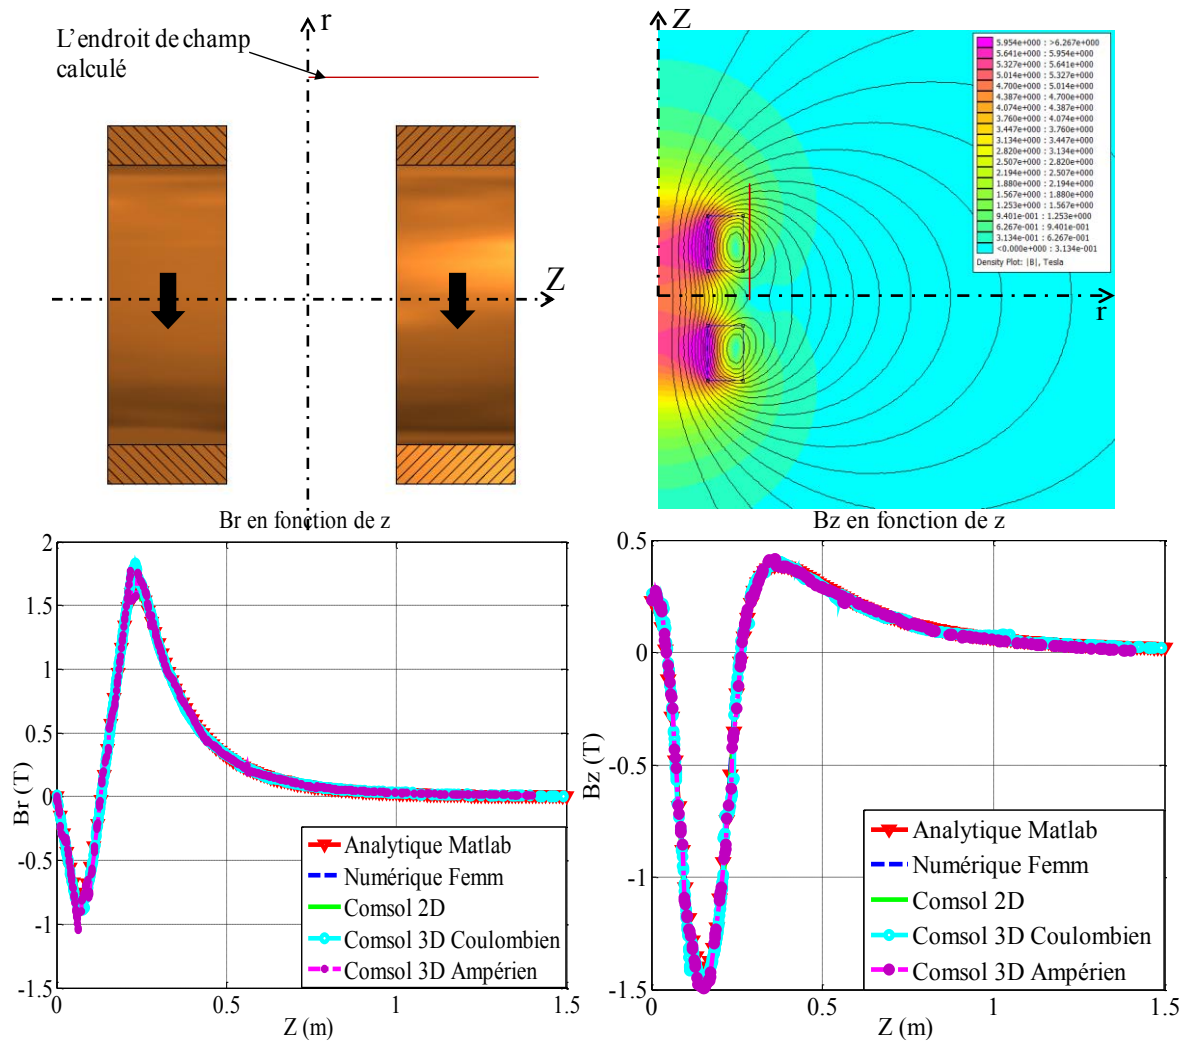 L'endroit de champ
calculé
r
Z
Z
r
5.954e+000 : >6.267e+000
5.641e+000 : 5.954e+000
5.327e+000 : 5.641e+000
5.014e+000 : 5.327e+000
4.700e+000 : 5.014e+000
4.387e+000 : 4.700e+000
4.074e+000 : 4.387e+000
3.760e+000 : 4.074e+000
3.447e+000 : 3.760e+000
3.134e+000 : 3.447e+000
2.820e+000 : 3.134e+000
2.507e+000 : 2.820e+000
2.194e+000 : 2.507e+000
1.880e+000 : 2.194e+000
1.567e+000 : 1.880e+000
1.253e+000 : 1.567e+000
9.401e-001 : 1.253e+000
6.267e-001 : 9.401e-001
3.134e-001 : 6.267e-001
<0.000e+000 : 3.134e-001
Density Plot: |B|, Tesla
Br en fonction de z
2
1.5
1
0.5
0
-0.5
-1
-1.5
Br (T)
0
0.5
1
1.5
Z (m)
Analytique Matlab
Numérique Femm
Comsol 2D
Comsol 3D Coulombien
Comsol 3D Ampérien
Bz en fonction de z
0.5
0
-0.5
-1
-1.5
Bz (T)
0
0.5
1
1.5
Z (m)
Analytique Matlab
Numérique Femm
Comsol 2D
Comsol 3D Coulombien
Comsol 3D Ampérien